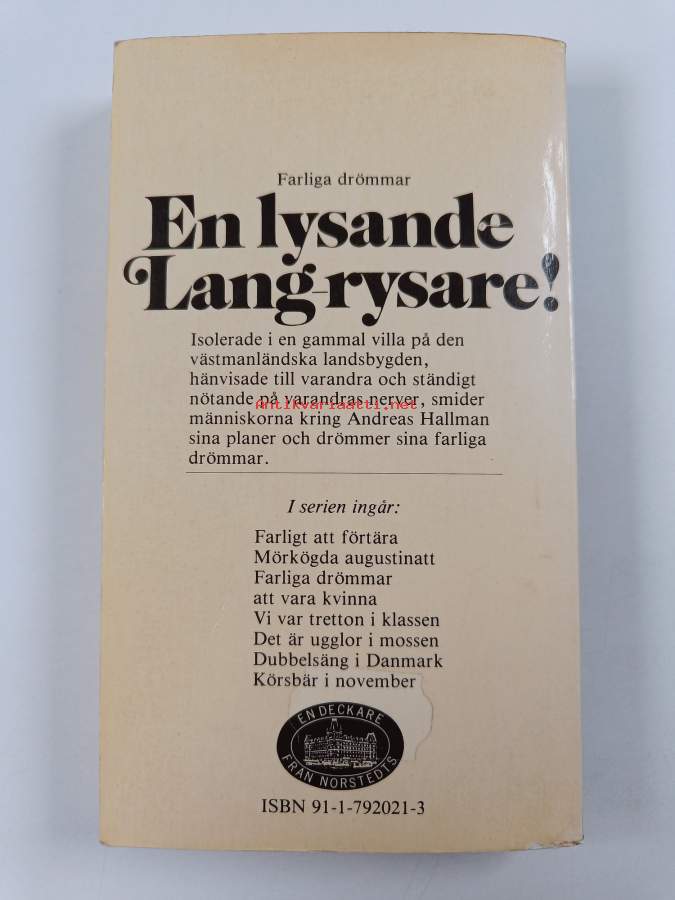 Farliga drömmar
En lysande
Lang-rysare!
Isolerade i en gammal villa på den
västmanländska landsbygden,
hänvisade till varandra och ständigt
nötande på varandras nerver, smider
antikvariaatti.net
människorna kring Andreas Hallman
sina planer och drömmer sina farliga
drömmar.
I serien ingår:
Farligt att förtära
Mörkögda augustinatt
Farliga drömmar
att vara kvinna
Vi var tretton i klassen
Det är ugglor i mossen
Dubbelsäng i Danmark
Körsbär i november
EN DECKARE
FRÅN NORSTEDTS
ISBN 91-1-792021-3